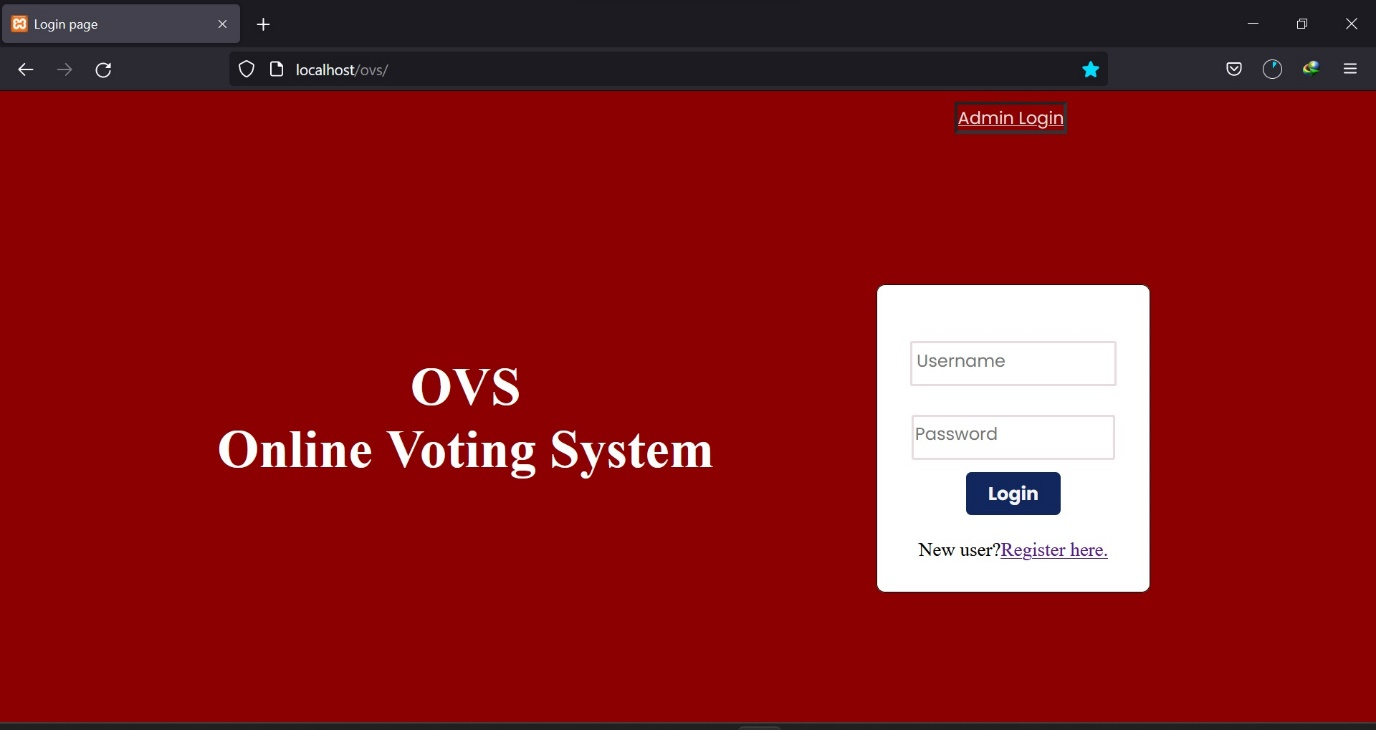 Login page
localhost/ovs/
Admin Login
OVS
Online Voting System
Username
Password
Login
New user?Register here.